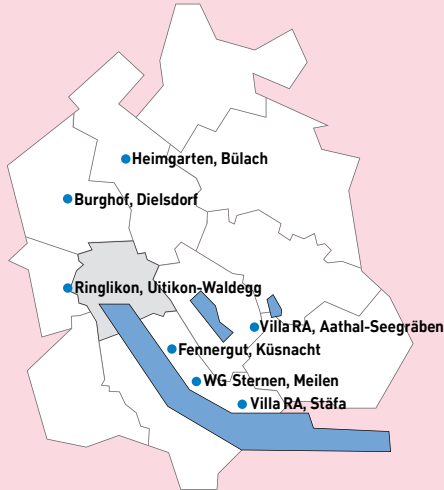 Heimgarten, Bülach
Burghof, Dielsdorf
Ringlikon, Uitikon-Waldegg
Villa RA, Aathal-Seegräben
Fennergut, Küsnacht
WG Sternen, Meilen
Villa RA, Stäfa